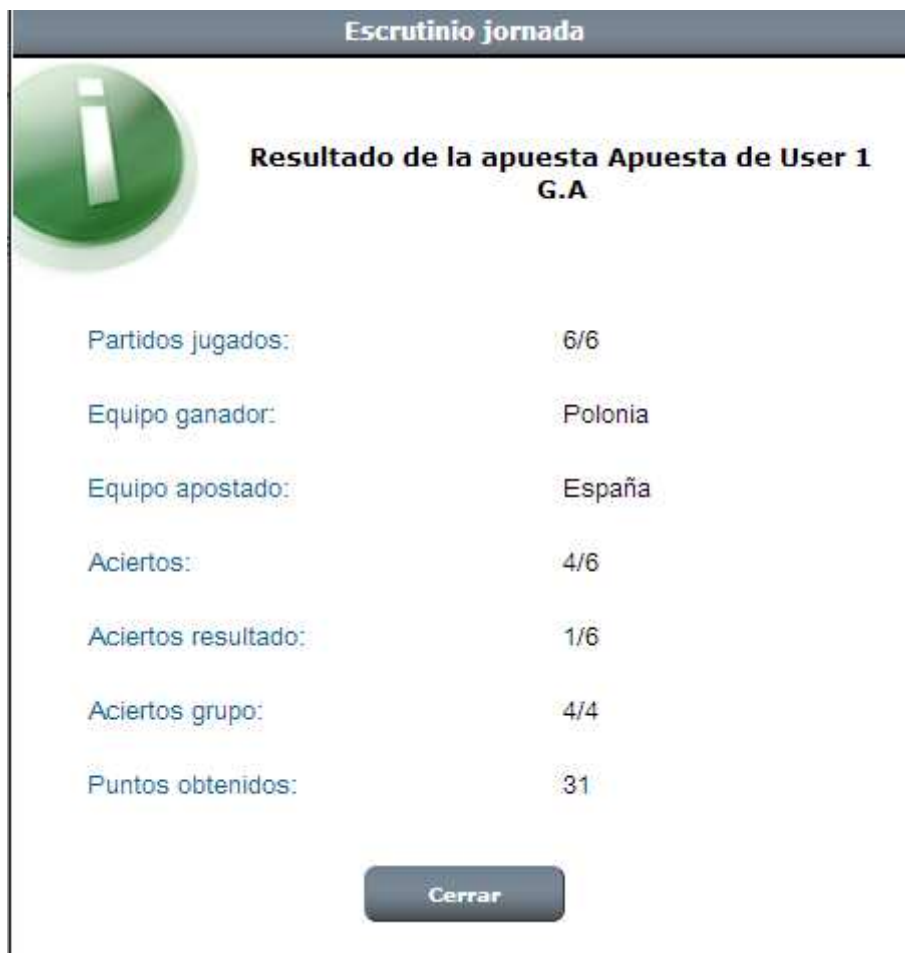 Escrutinio jornada
Resultado de la apuesta Apuesta de User 1
G.A
Partidos jugados: 6/6
Equipo ganador: Polonia
Equipo apostado: España
Aciertos: 4/6
Aciertos resultado: 1/6
Aciertos grupo: 4/4
Puntos obtenidos: 31
Cerrar